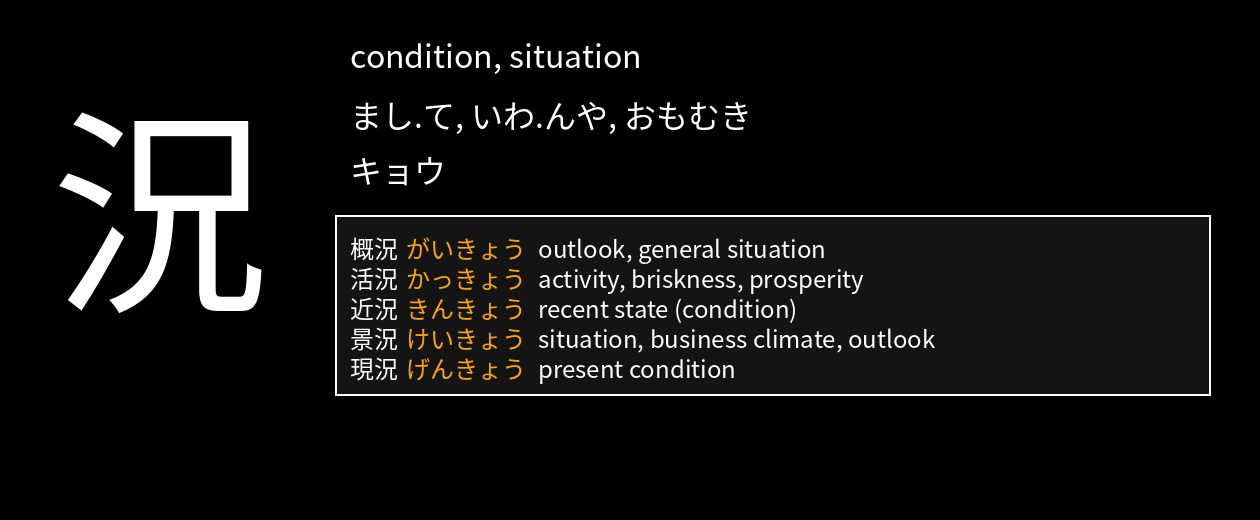 況
condition, situation
まし.て, いわ.んや, おもむき
キョウ
概況 がいきょう outlook, general situation
活況 かっきょう activity, briskness, prosperity
近況 きんきょう recent state (condition)
景況 けいきょう situation, business climate, outlook
現況 げんきょう present condition